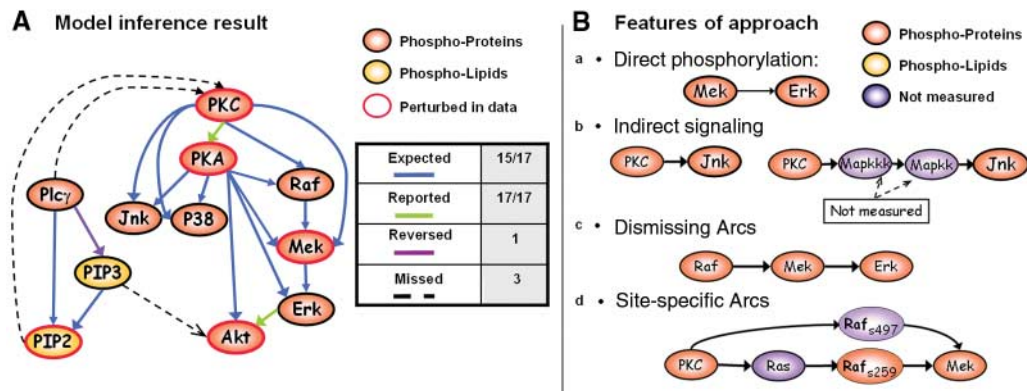 A Model inference result
Phospho-Proteins
Phospho-Lipids
Perturbed in data
PKC
PKA
Raf
Plcγ
Jnk
P38
Mek
PIP3
Erk
PIP2
Akt
Expected 15/17
Reported 17/17
Reversed 1
Missed 3
B Features of approach
Phospho-Proteins
Phospho-Lipids
Not measured
a • Direct phosphorylation:
Mek Erk
b • Indirect signaling
PKC Jnk PKC Mapkkk Mapkk Jnk
Not measured
c • Dismissing Arcs
Raf Mek Erk
d • Site-specific Arcs
Raf s497
PKC Ras Raf s259 Mek